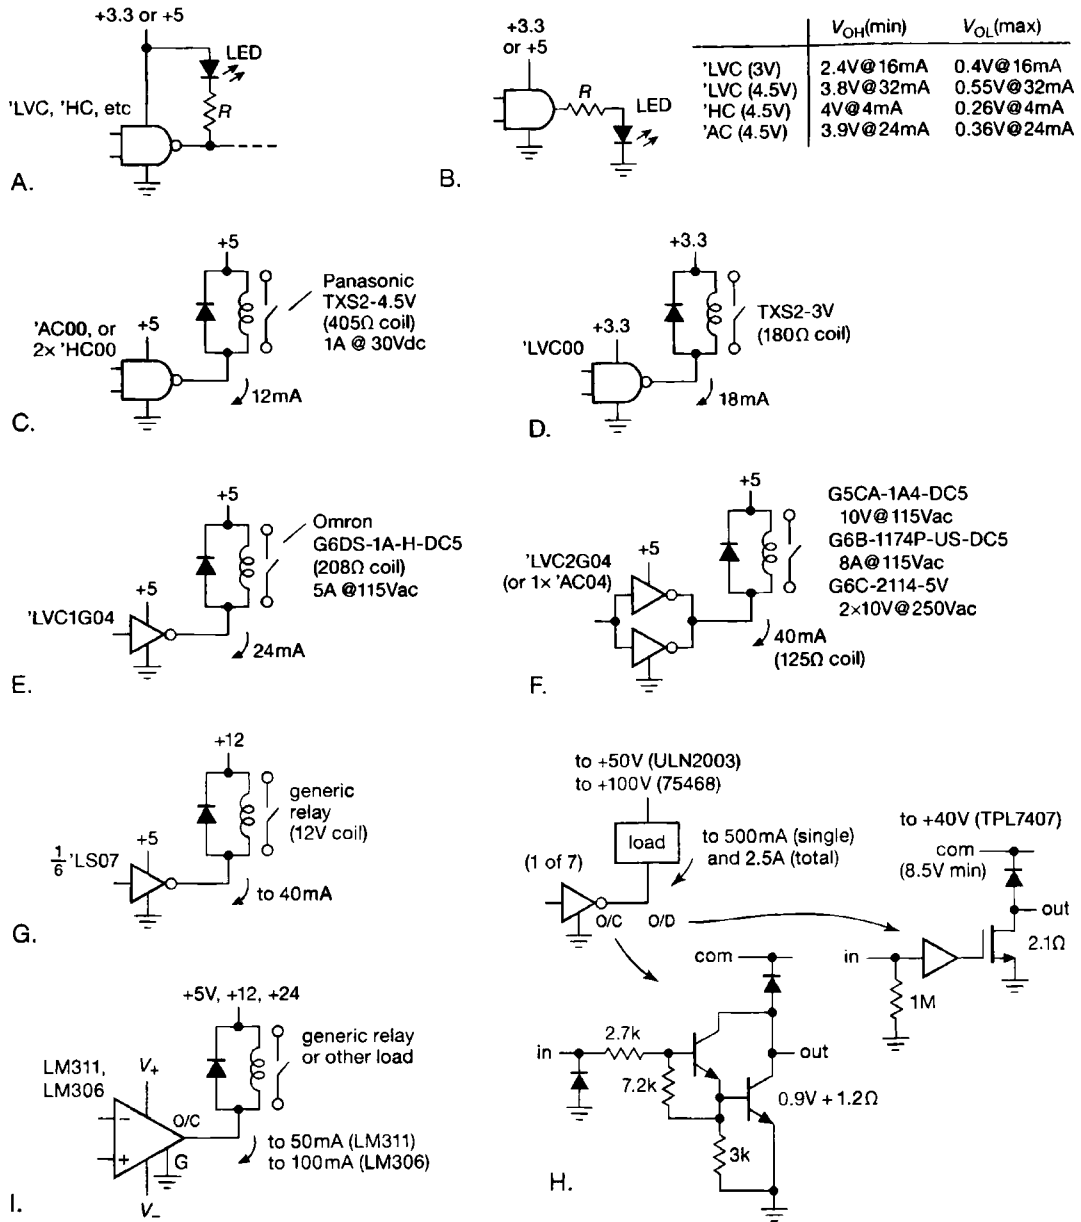 +3.3 or +5
LED
R
'LVC, 'HC, etc
A.
+3.3
or +5
R
LED
B.
V_OH(min) V_OL(max)
'LVC (3V) 2.4V@16mA 0.4V@16mA
'LVC (4.5V) 3.8V@32mA 0.55V@32mA
'HC (4.5V) 4V@4mA 0.26V@4mA
'AC (4.5V) 3.9V@24mA 0.36V@24mA
+5
Panasonic
TXS2-4.5V
(405Ω coil)
1A @ 30Vdc
'AC00, or
2× 'HC00
+5
12mA
C.
+3.3
TXS2-3V
(180Ω coil)
+3.3
'LVC00
18mA
D.
+5
Omron
G6DS-1A-H-DC5
(208Ω coil)
5A @115Vac
+5
'LVC1G04
24mA
E.
+5
G5CA-1A4-DC5
10V@115Vac
G6B-1174P-US-DC5
8A@115Vac
G6C-2114-5V
2×10V@250Vac
'LVC2G04
(or 1× 'AC04)
+5
40mA
(125Ω coil)
F.
+12
generic
relay
(12V coil)
+5
1/6 'LS07
to 40mA
G.
to +50V (ULN2003)
to +100V (75468)
load
to 500mA (single)
and 2.5A (total)
(1 of 7)
O/C O/D
to +40V (TPL7407)
com
(8.5V min)
out
2.1Ω
in
1M
com
in
2.7k
out
7.2k
0.9V + 1.2Ω
3k
H.
+5V, +12, +24
generic relay
or other load
LM311,
LM306
V+
O/C
−
+
G
to 50mA (LM311)
to 100mA (LM306)
V−
I.